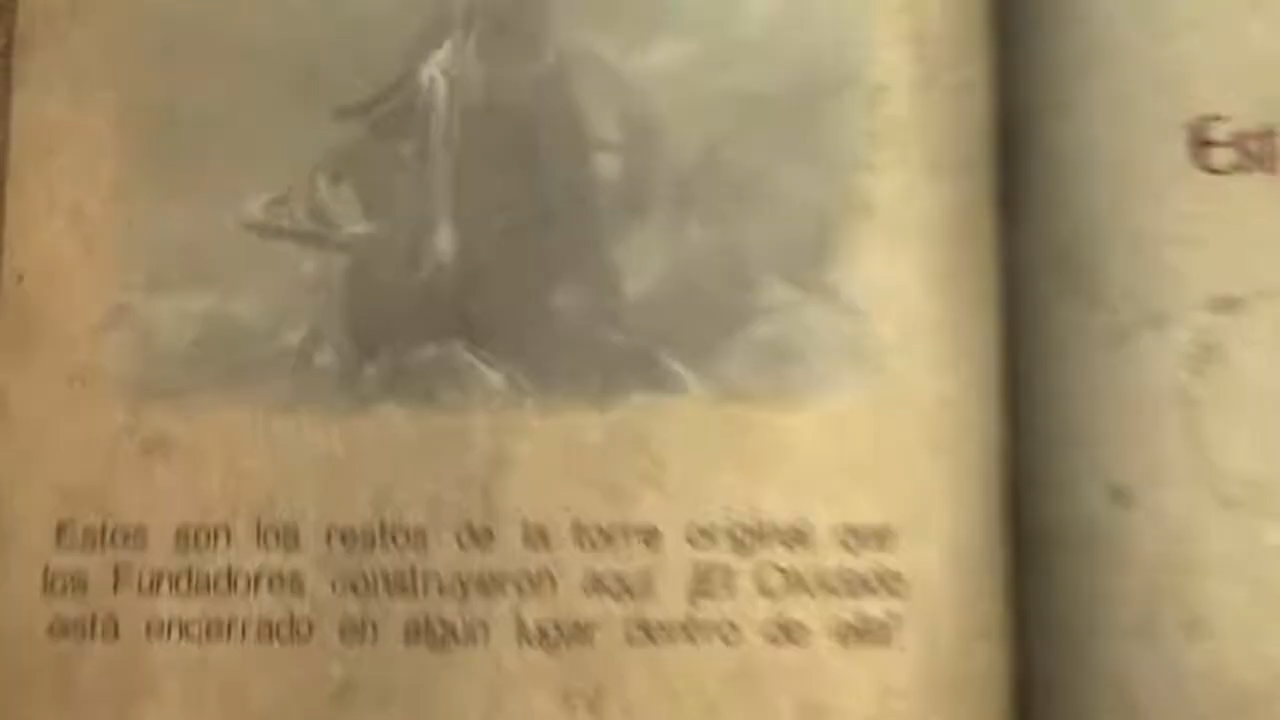 Estos son los restos de la torre original que
los Fundadores construyeron aquí. ¡El Olvidado
está encerrado en algún lugar dentro de ella!